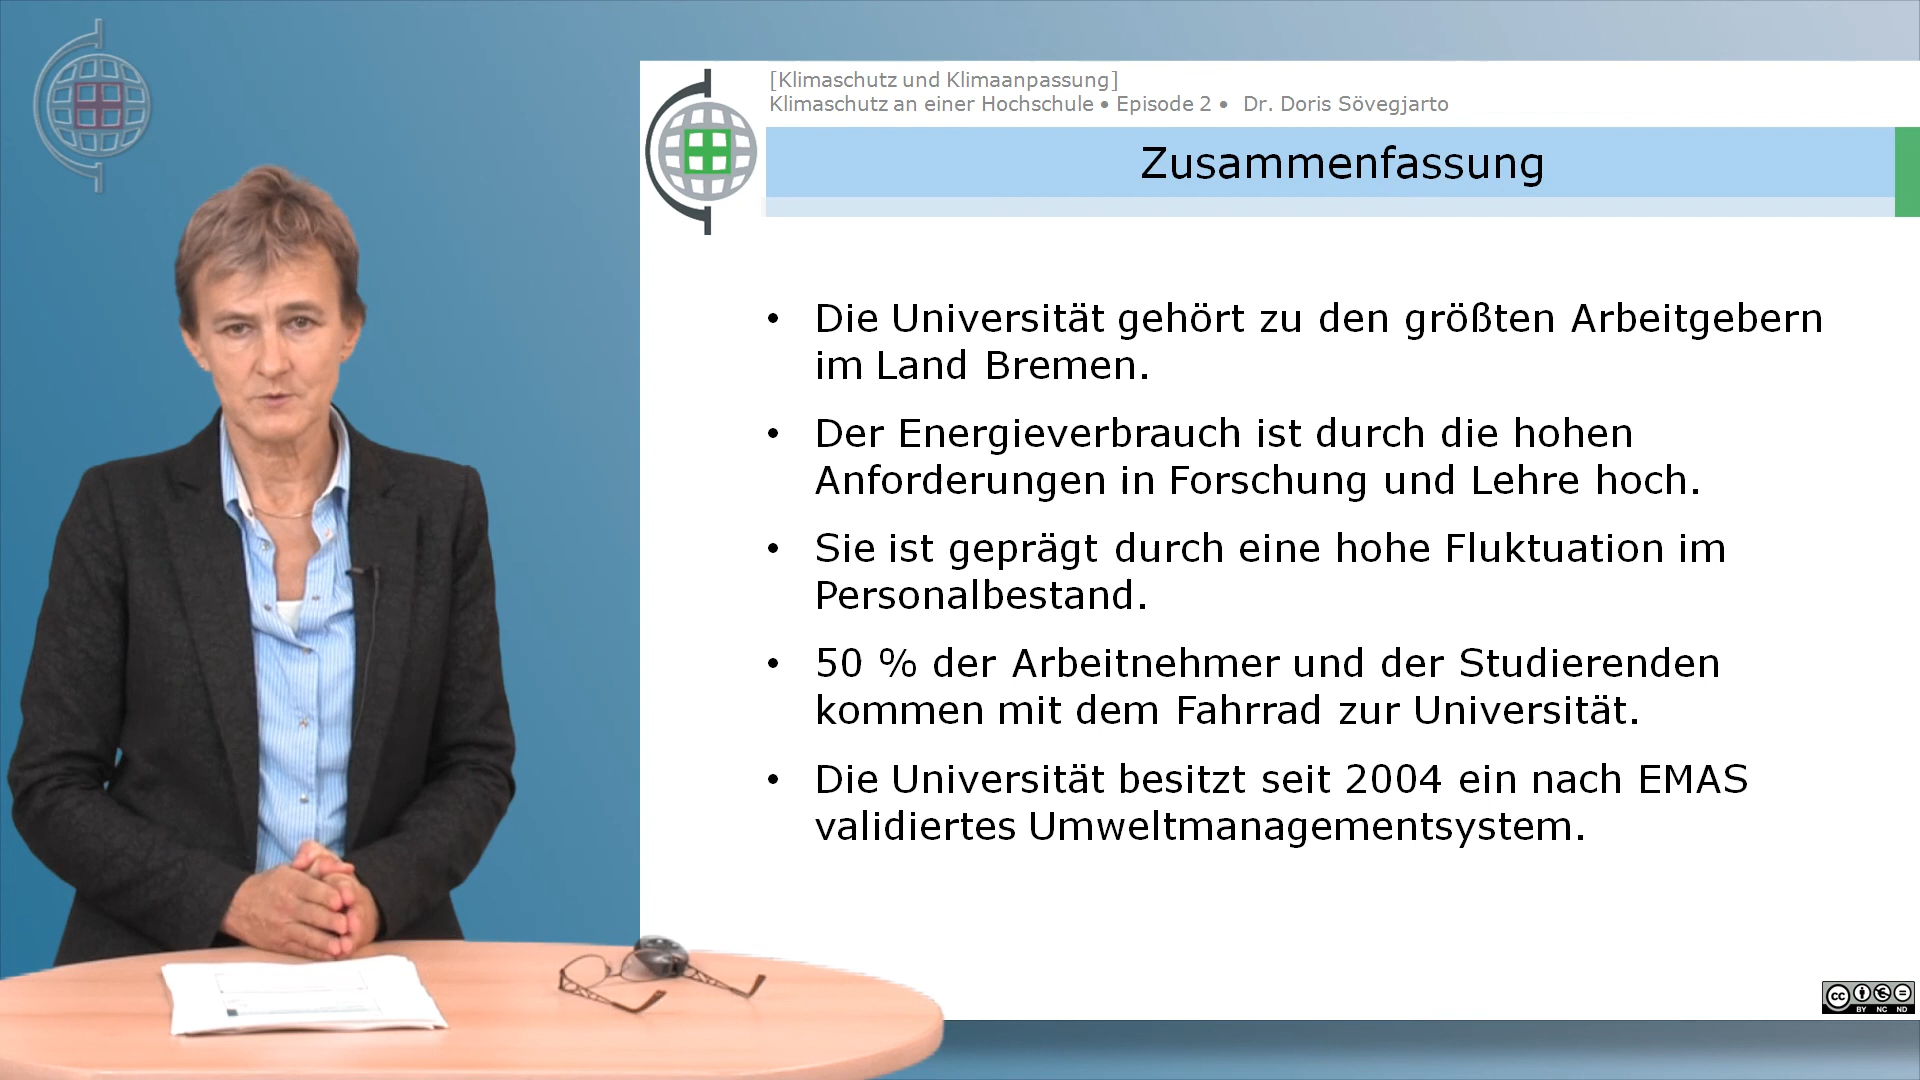 [Klimaschutz und Klimaanpassung]
Klimaschutz an einer Hochschule • Episode 2 • Dr. Doris Sövegjarto
Zusammenfassung
• Die Universität gehört zu den größten Arbeitgebern
im Land Bremen.
• Der Energieverbrauch ist durch die hohen
Anforderungen in Forschung und Lehre hoch.
• Sie ist geprägt durch eine hohe Fluktuation im
Personalbestand.
• 50 % der Arbeitnehmer und der Studierenden
kommen mit dem Fahrrad zur Universität.
• Die Universität besitzt seit 2004 ein nach EMAS
validiertes Umweltmanagementsystem.
cc
BY NC ND